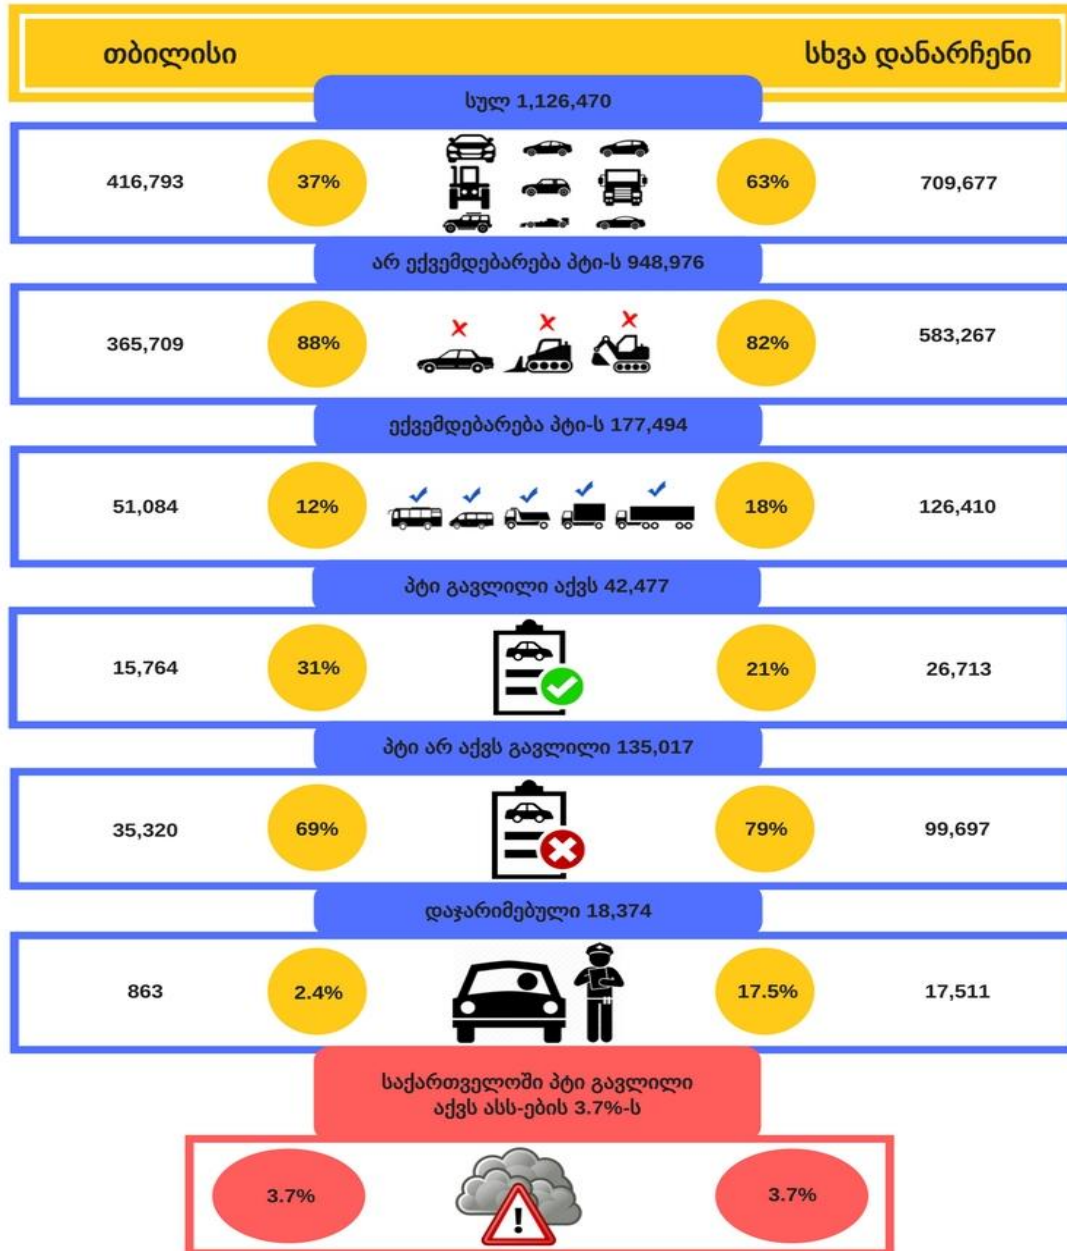 თბილისი
სხვა დანარჩენი
სულ 1,126,470
416,793
37%
63%
709,677
არ ექვემდებარება პტი-ს 948,976
365,709
88%
82%
583,267
ექვემდებარება პტი-ს 177,494
51,084
12%
18%
126,410
პტი გავლილი აქვს 42,477
15,764
31%
21%
26,713
პტი არ აქვს გავლილი 135,017
35,320
69%
79%
99,697
დაჯარიმებული 18,374
863
2.4%
17.5%
17,511
საქართველოში პტი გავლილი
აქვს ასს-ების 3.7%-ს
3.7%
3.7%